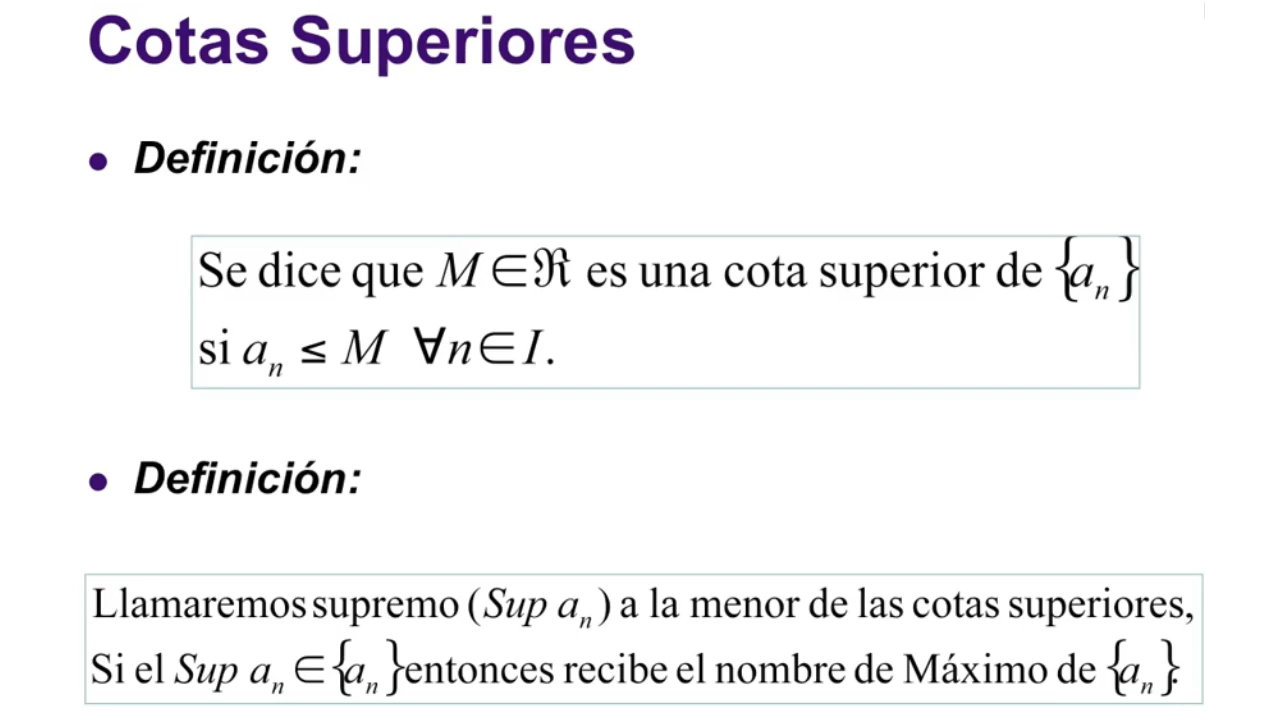 Cotas Superiores
• Definición:
Se dice que M ∈ ℜ es una cota superior de {aₙ}
si aₙ ≤ M ∀n ∈ I.
• Definición:
Llamaremos supremo (Sup aₙ) a la menor de las cotas superiores,
Si el Sup aₙ ∈ {aₙ} entonces recibe el nombre de Máximo de {aₙ}.